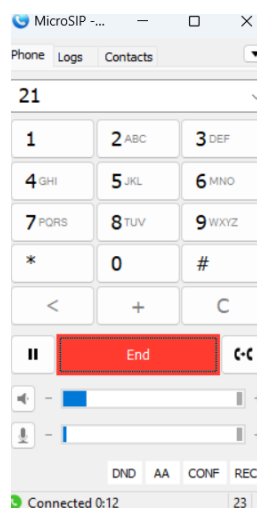 MicroSIP -...
Phone Logs Contacts
21
1 2 ABC 3 DEF
4 GHI 5 JKL 6 MNO
7 PQRS 8 TUV 9 WXYZ
* 0 #
< + C
End
DND AA CONF REC
Connected 0:12 23